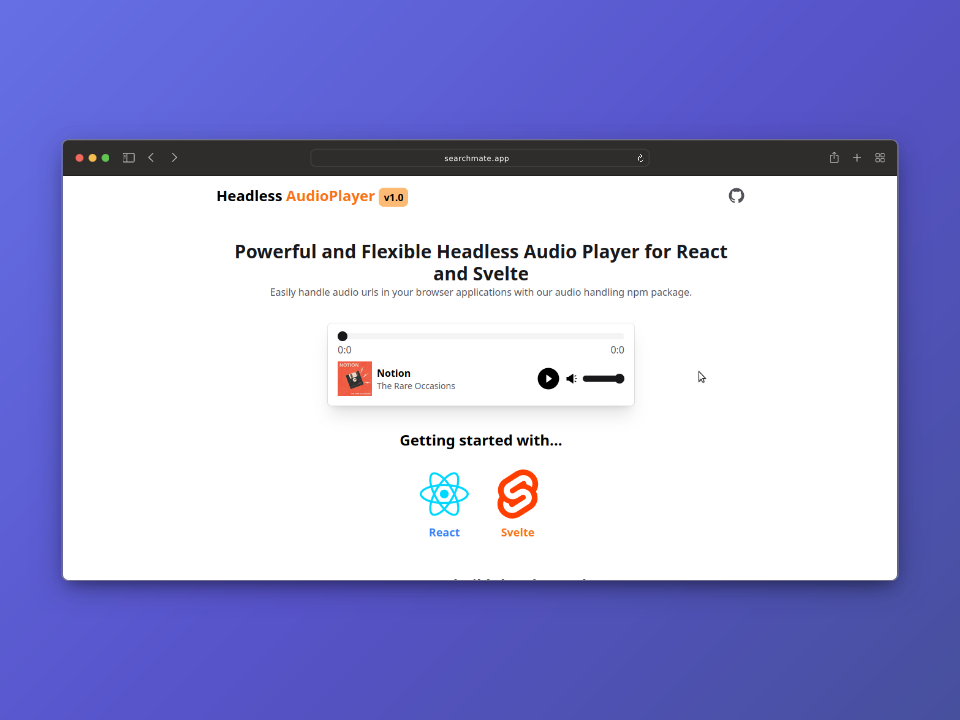 searchmate.app
Headless AudioPlayer v1.0
Powerful and Flexible Headless Audio Player for React
and Svelte
Easily handle audio urls in your browser applications with our audio handling npm package.
0:0 0:0
NOTION
Notion
The Rare Occasions
Getting started with...
React Svelte